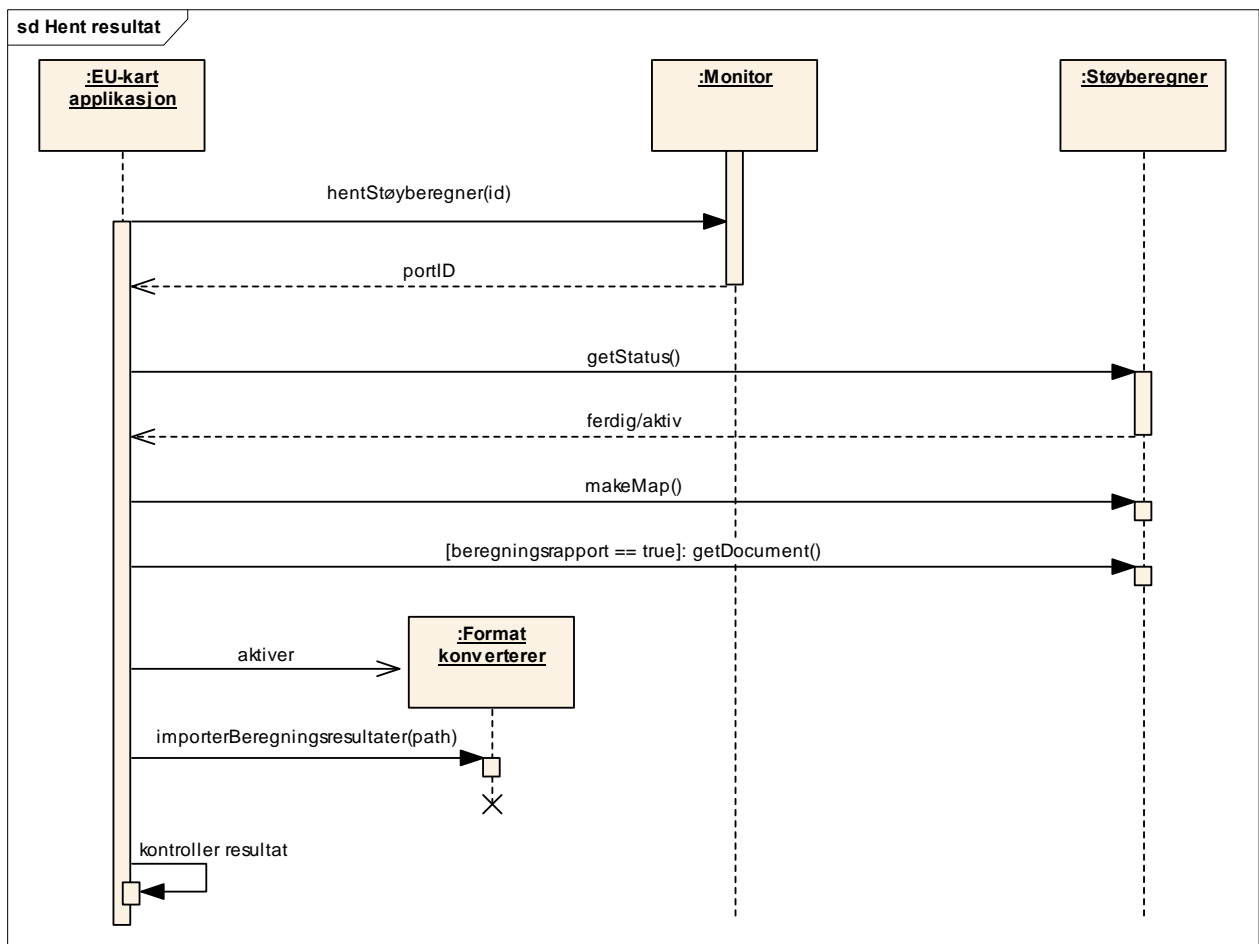 sd Hent resultat
:EU-kart
applikasjon
:Monitor
:Støyberegner
hentStøyberegner(id)
portID
getStatus()
ferdig/aktiv
makeMap()
[beregningsrapport == true]: getDocument()
:Format
konverterer
aktiver
importerBeregningsresultater(path)
kontroller resultat